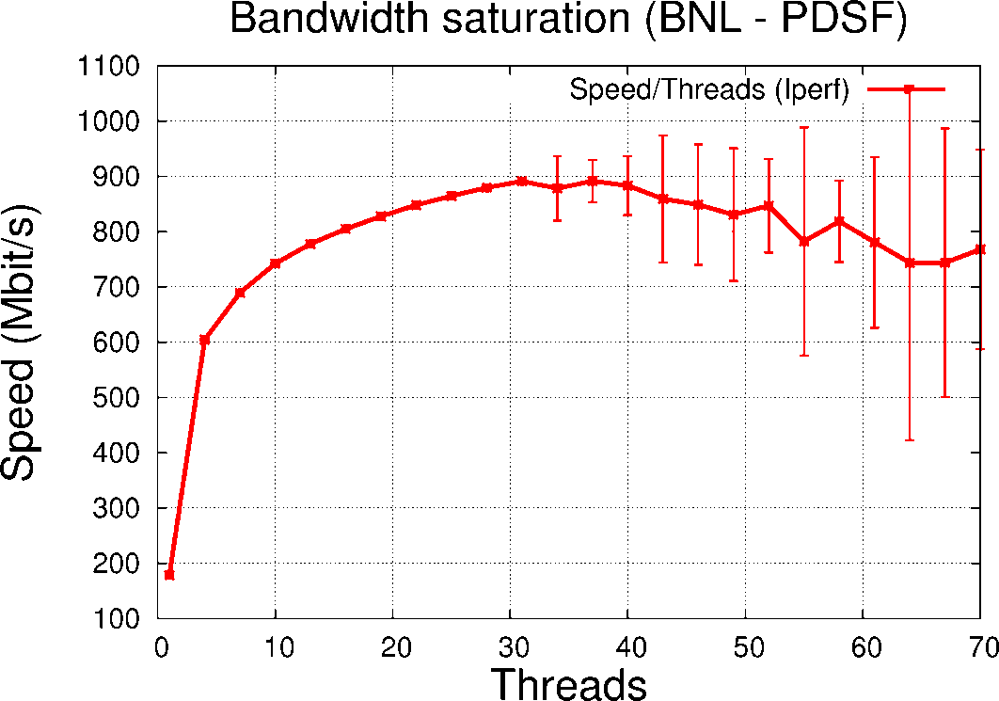 Bandwidth saturation (BNL - PDSF)
Speed/Threads (Iperf)
1100
1000
900
800
700
600
500
400
300
200
100
Speed (Mbit/s)
0 10 20 30 40 50 60 70
Threads